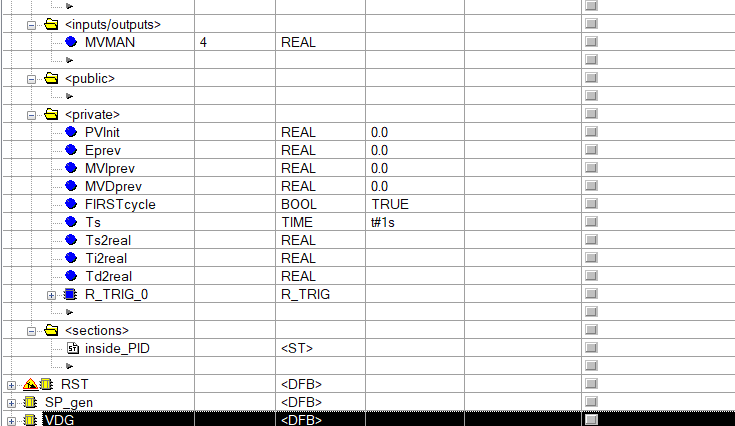 <inputs/outputs>
MVMAN 4 REAL
<public>
<private>
PVInit REAL 0.0
Eprev REAL 0.0
MVIprev REAL 0.0
MVDprev REAL 0.0
FIRSTcycle BOOL TRUE
Ts TIME t#1s
Ts2real REAL
Ti2real REAL
Td2real REAL
R_TRIG_0 R_TRIG
<sections>
inside_PID <ST>
RST <DFB>
SP_gen <DFB>
VDG <DFB>